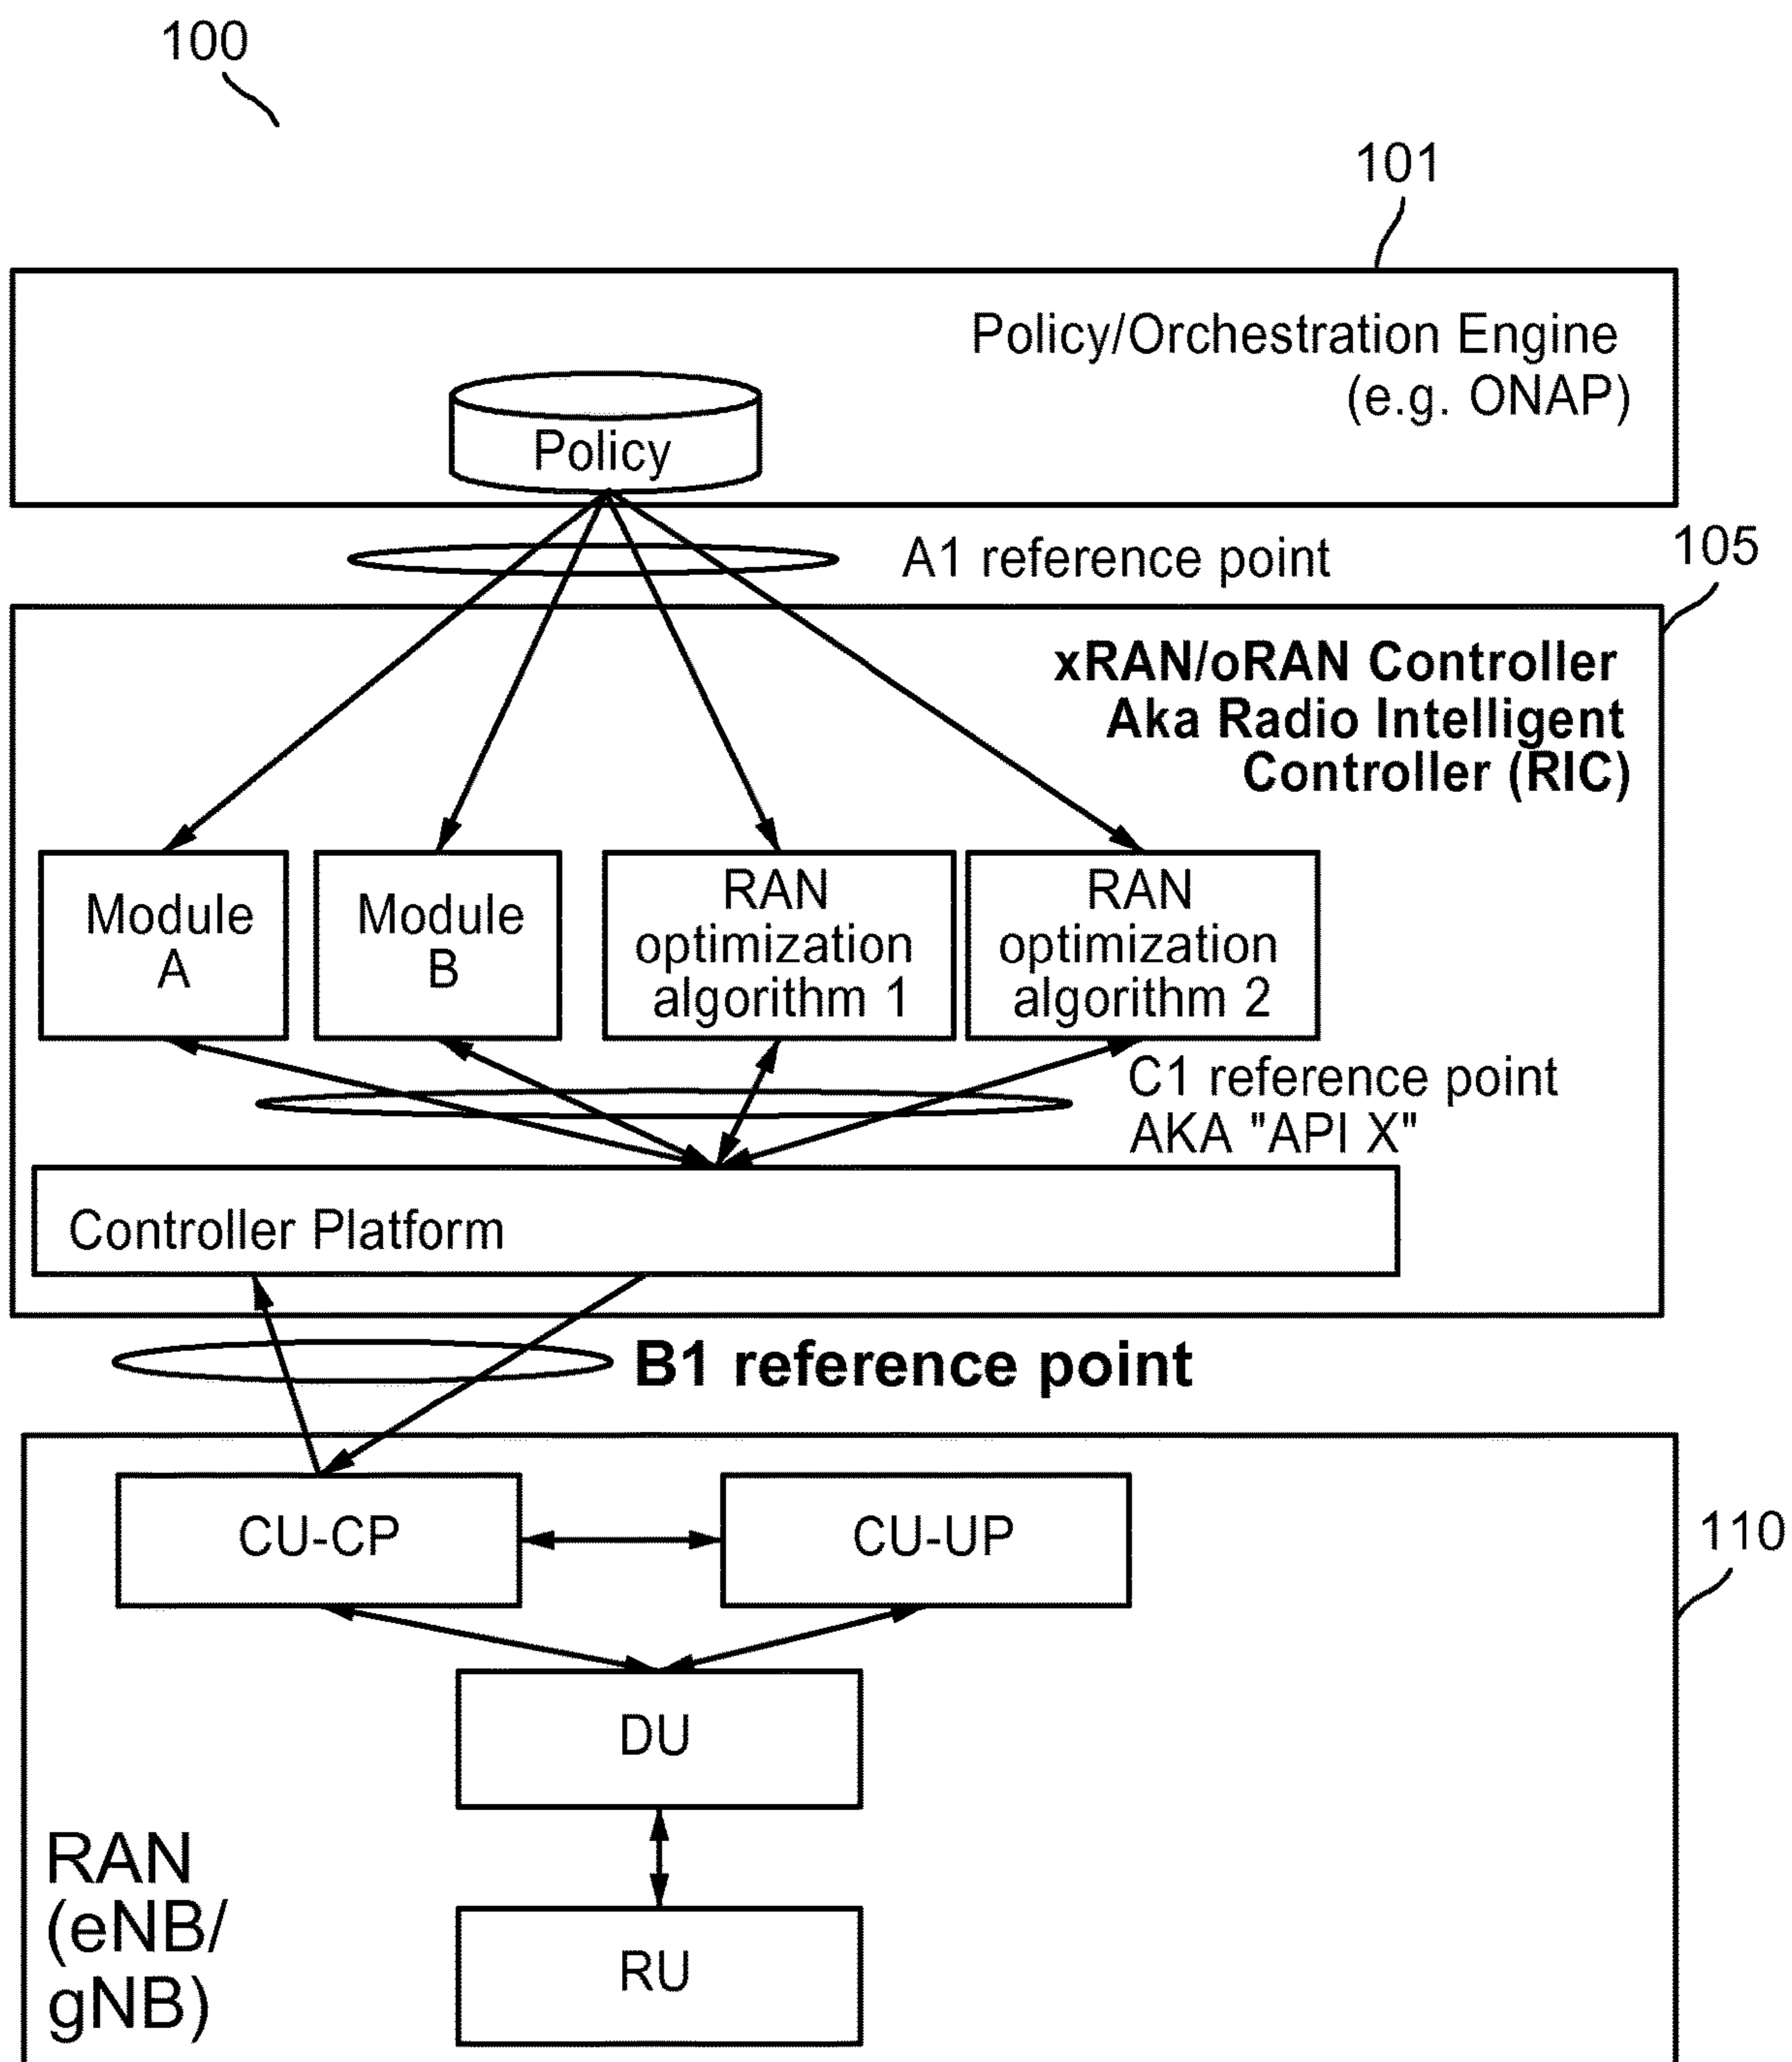 100
101
Policy/Orchestration Engine
(e.g. ONAP)
Policy
A1 reference point
105
xRAN/oRAN Controller
Aka Radio Intelligent
Controller (RIC)
Module
A
Module
B
RAN
optimization
algorithm 1
RAN
optimization
algorithm 2
C1 reference point
AKA "API X"
Controller Platform
B1 reference point
CU-CP
CU-UP
110
DU
RAN
(eNB/
gNB)
RU